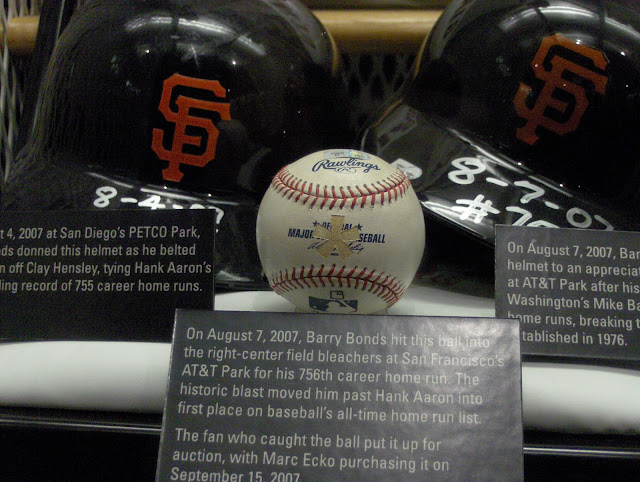 SF
SF
8-4-07
8-7-07
Rawlings
OFFICIAL
MAJOR SEBALL
t 4, 2007 at San Diego's PETCO Park,
ds donned this helmet as he belted
n off Clay Hensley, tying Hank Aaron's
ding record of 755 career home runs.
On August 7, 2007, Bar
helmet to an appreciat
at AT&T Park after his
Washington's Mike Ba
home runs, breaking
stablished in 1976.
On August 7, 2007, Barry Bonds hit this ball into
the right-center field bleachers at San Francisco's
AT&T Park for his 756th career home run. The
historic blast moved him past Hank Aaron into
first place on baseball's all-time home run list.
The fan who caught the ball put it up for
auction, with Marc Ecko purchasing it on
September 15, 2007